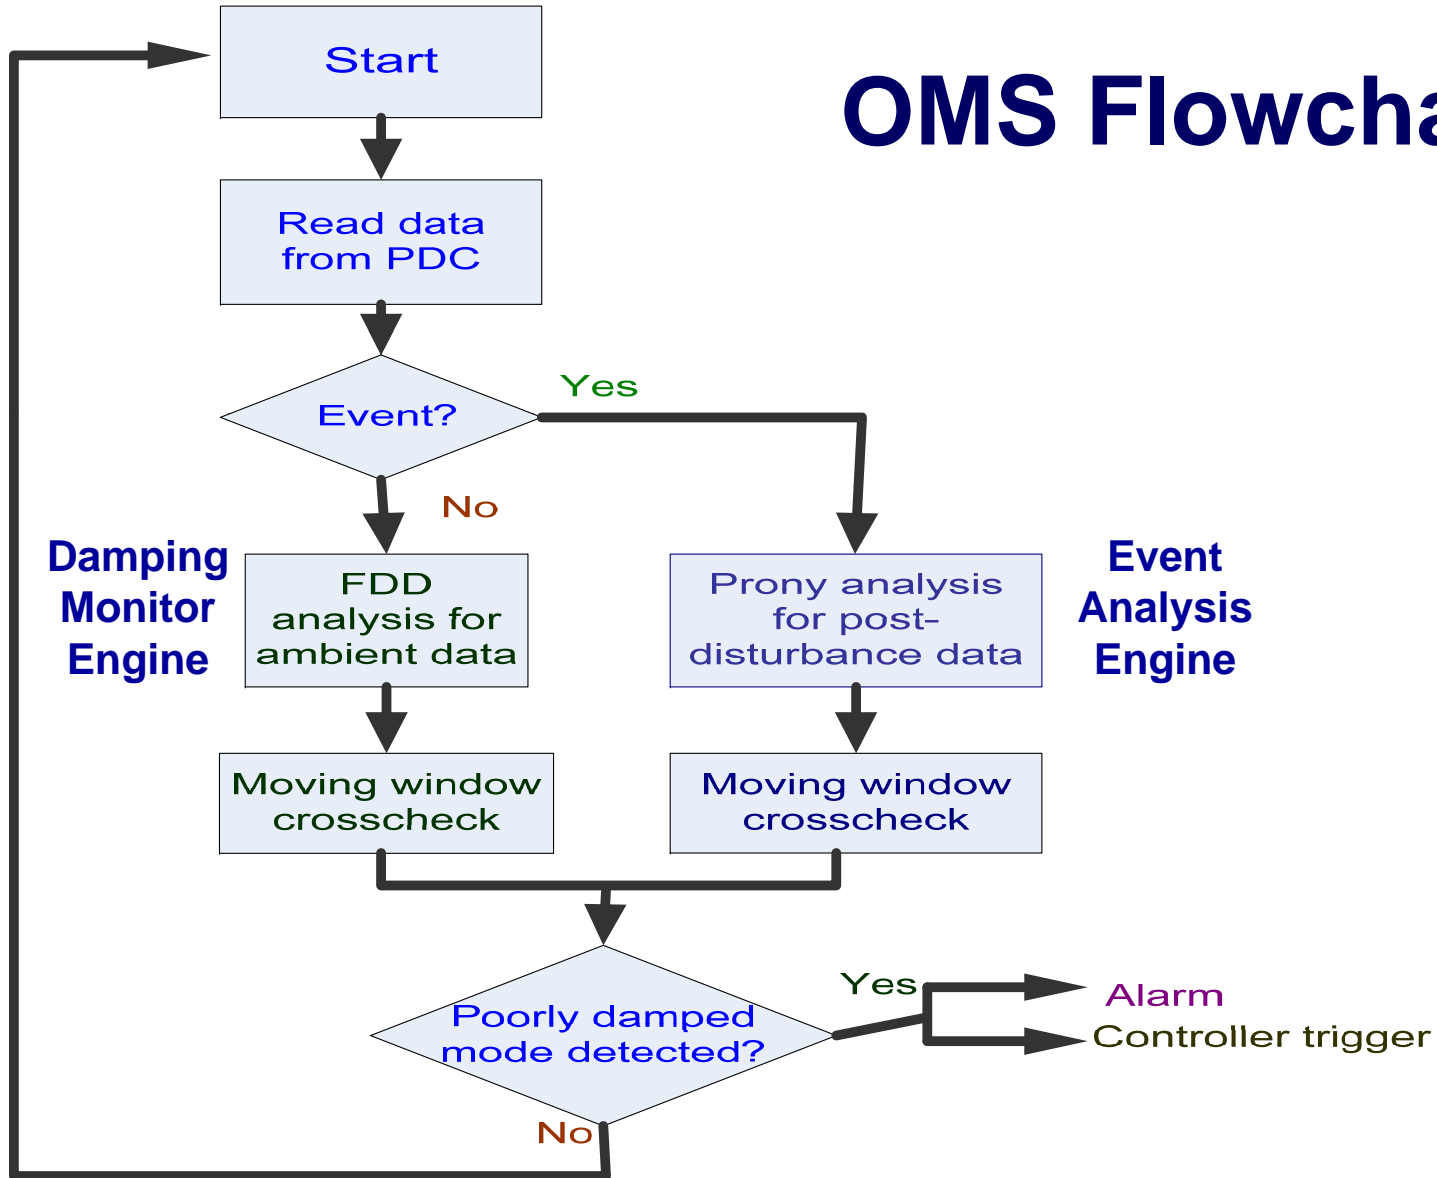 Start
OMS Flowcha
Read data
from PDC
Event?
Yes
No
Damping
Monitor
Engine
FDD
analysis for
ambient data
Prony analysis
for post-
disturbance data
Event
Analysis
Engine
Moving window
crosscheck
Moving window
crosscheck
Poorly damped
mode detected?
Yes
Alarm
Controller trigger
No